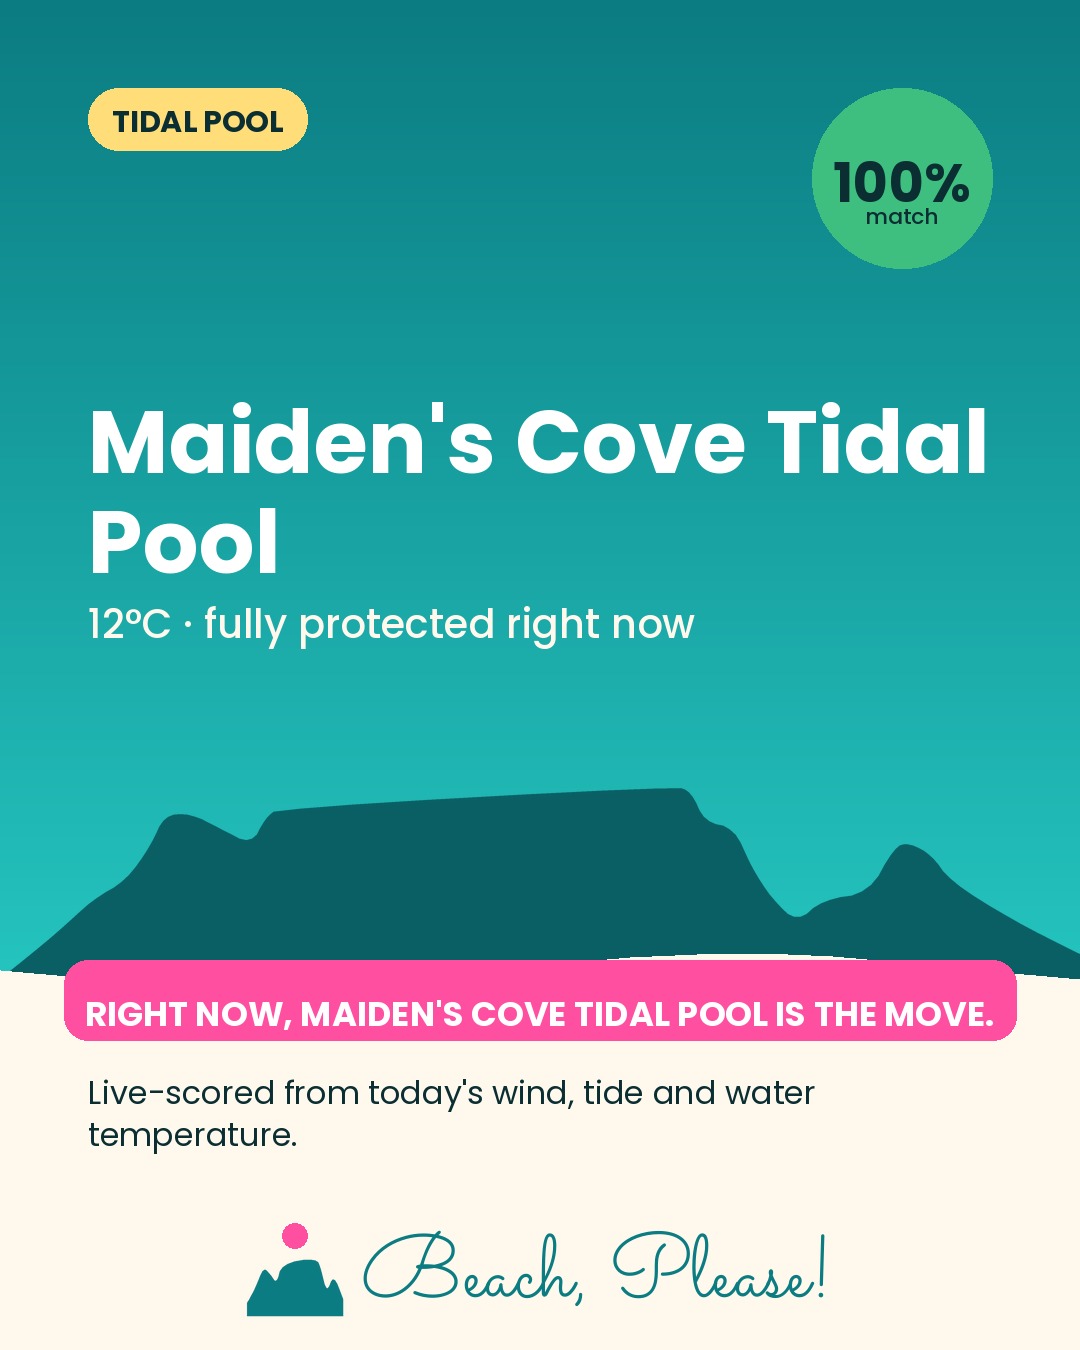 TIDAL POOL
100%
match
Maiden's Cove Tidal
Pool
12°C · fully protected right now
RIGHT NOW, MAIDEN'S COVE TIDAL POOL IS THE MOVE.
Live-scored from today's wind, tide and water
temperature.
Beach, Please!